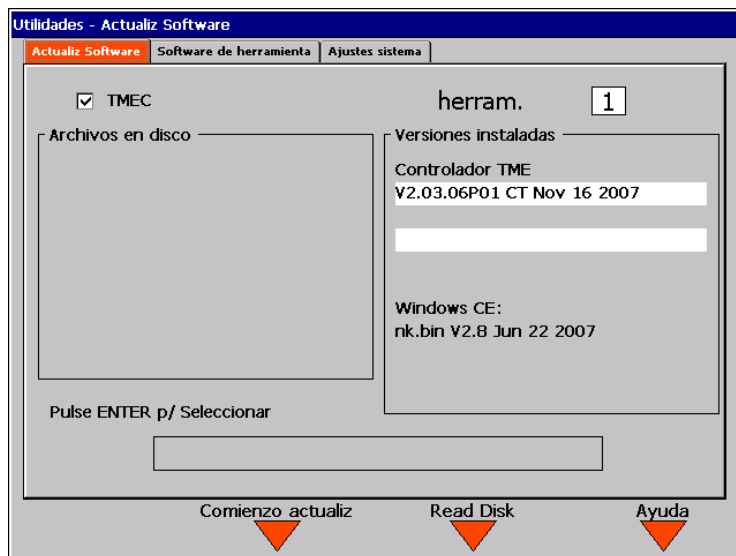 Utilidades - Actualiz Software
Actualiz Software
Software de herramienta
Ajustes sistema
TMEC
herram.
1
Archivos en disco
Versiones instaladas
Controlador TME
V2.03.06P01 CT Nov 16 2007
Windows CE:
nk.bin V2.8 Jun 22 2007
Pulse ENTER p/ Seleccionar
Comienzo actualiz
Read Disk
Ayuda